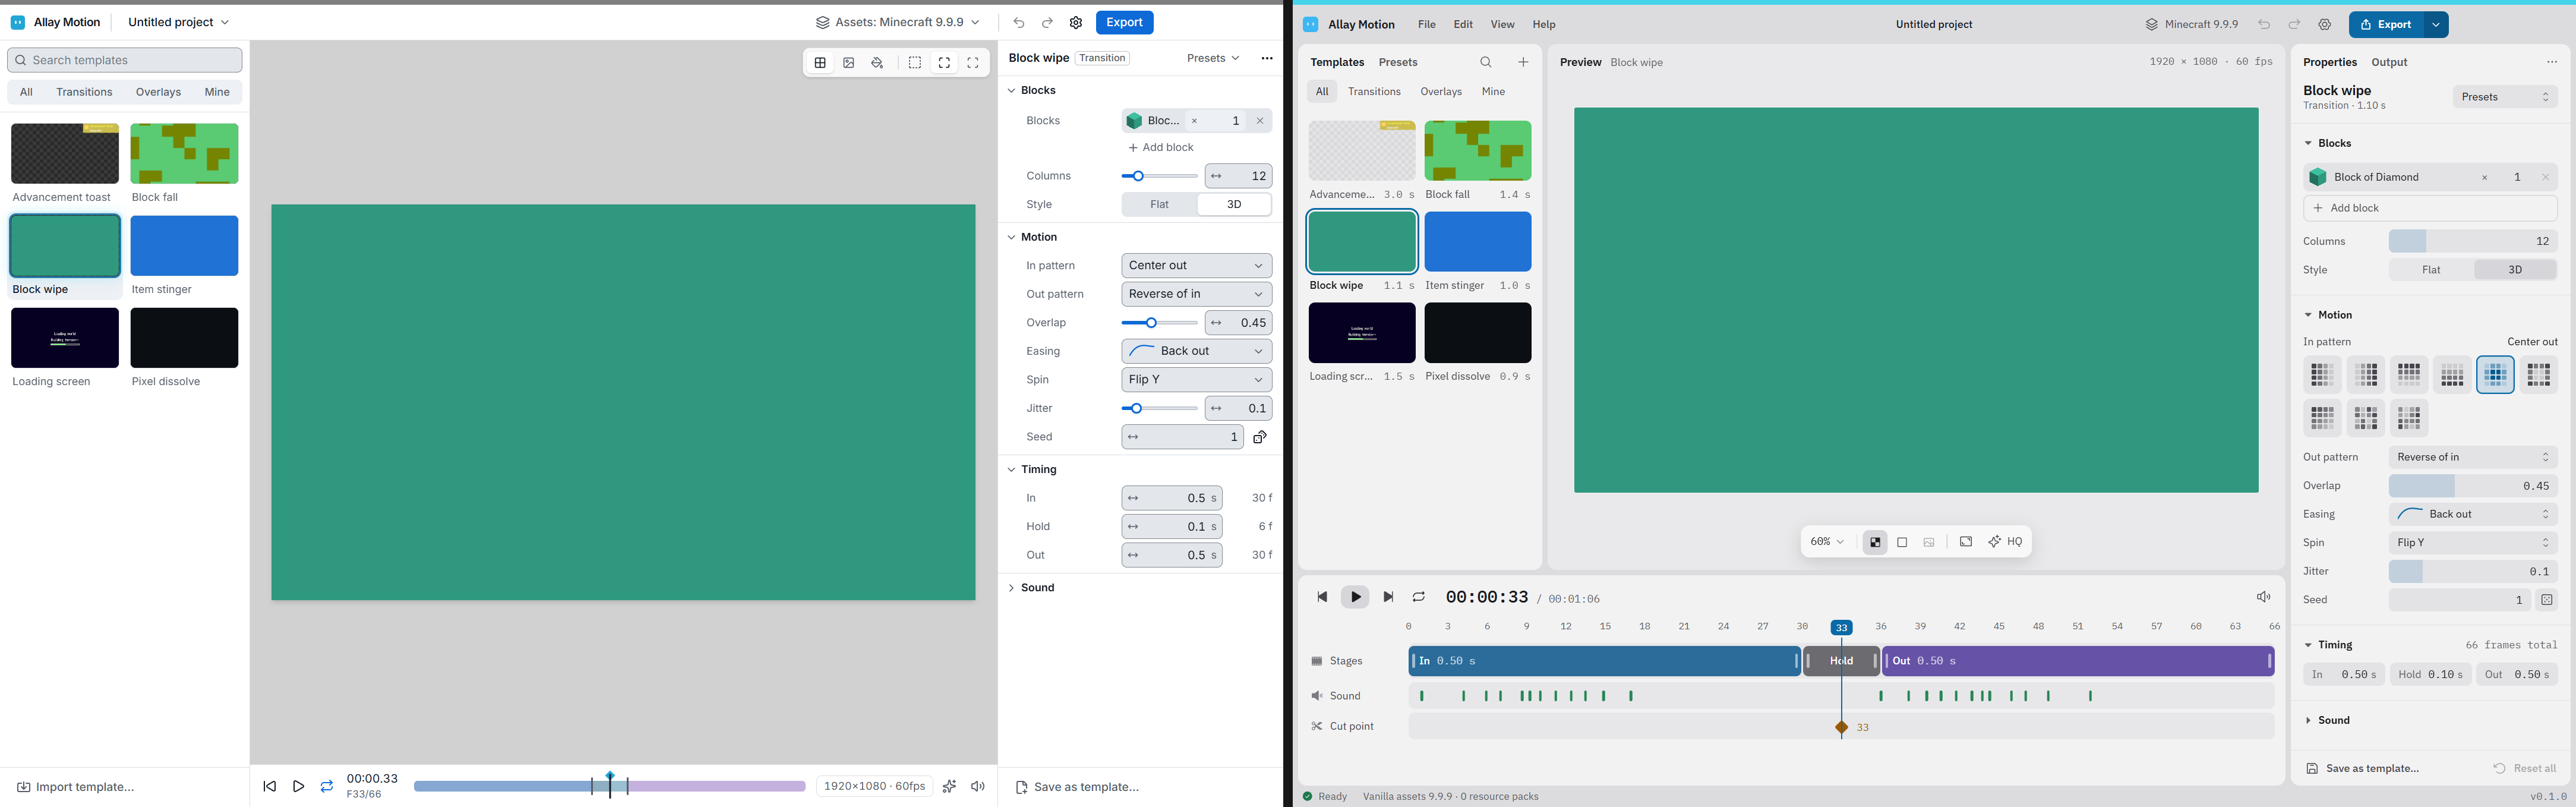 Allay Motion
Untitled project
Assets: Minecraft 9.9.9
Export
Search templates
All Transitions Overlays Mine
Advancement toast
Block fall
Block wipe
Item stinger
Loading world
Loading screen
Pixel dissolve
Import template...
00:00.33
F33/66
1920×1080 · 60fps
Block wipe Transition Presets
Blocks
Blocks Bloc... × 1
Add block
Columns 12
Style Flat 3D
Motion
In pattern Center out
Out pattern Reverse of in
Overlap 0.45
Easing Back out
Spin Flip Y
Jitter 0.1
Seed 1
Timing
In 0.5 s 30 f
Hold 0.1 s 6 f
Out 0.5 s 30 f
Sound
Save as template...
Allay Motion File Edit View Help
Untitled project
Minecraft 9.9.9
Export
Templates Presets
All Transitions Overlays Mine
Advanceme... 3.0 s
Block fall 1.4 s
Block wipe 1.1 s
Item stinger 1.0 s
Loading world
Loading scr... 1.5 s
Pixel dissolve 0.9 s
Preview Block wipe
1920 × 1080 · 60 fps
60% HQ
00:00:33 / 00:01:06
0 3 6 9 12 15 18 21 24 27 30 33 36 39 42 45 48 51 54 57 60 63 66
Stages In 0.50 s Hold Out 0.50 s
Sound
Cut point 33
Ready Vanilla assets 9.9.9 · 0 resource packs
Properties Output
Block wipe
Transition · 1.10 s
Presets
Blocks
Block of Diamond × 1
Add block
Columns 12
Style Flat 3D
Motion
In pattern Center out
Out pattern Reverse of in
Overlap 0.45
Easing Back out
Spin Flip Y
Jitter 0.1
Seed 1
Timing 66 frames total
In 0.50 s Hold 0.10 s Out 0.50 s
Sound
Save as template... Reset all
v0.1.0